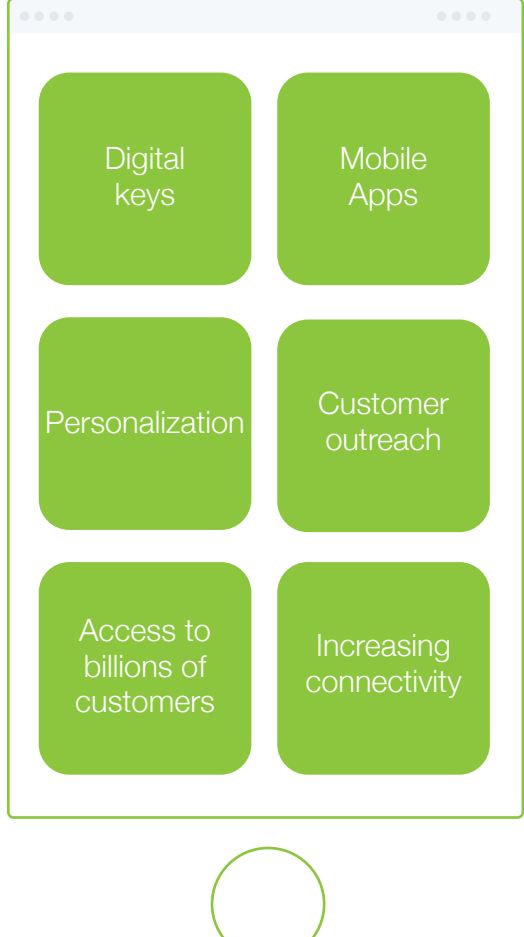 Digital
keys
Mobile
Apps
Personalization
Customer
outreach
Access to
billions of
customers
Increasing
connectivity